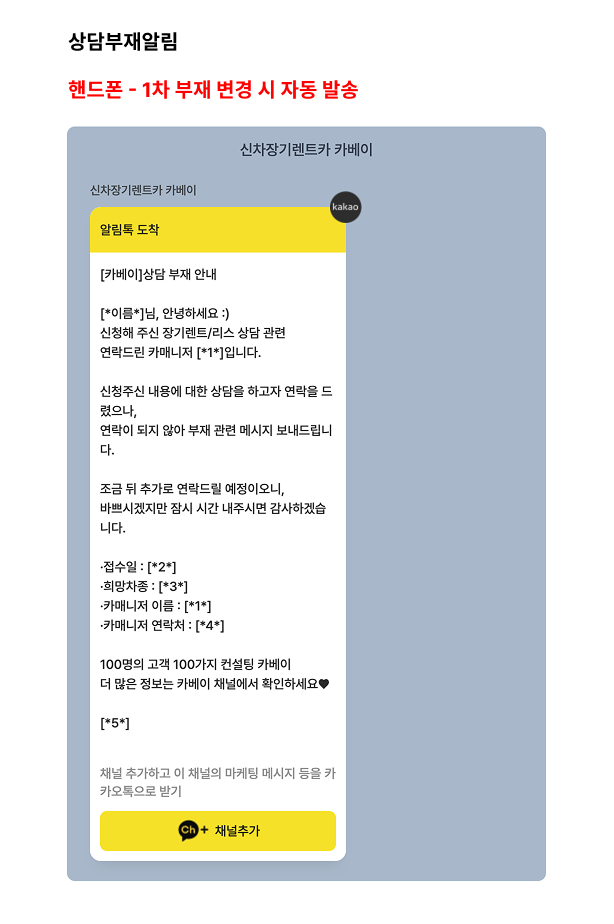 상담부재알림
핸드폰 - 1차 부재 변경 시 자동 발송
신차장기렌트카 카베이
신차장기렌트카 카베이
kakao
알림톡 도착
[카베이]상담 부재 안내
[*이름*]님, 안녕하세요 :)
신청해 주신 장기렌트/리스 상담 관련
연락드린 카매니저 [*1*]입니다.
신청주신 내용에 대한 상담을 하고자 연락을 드
렸으나,
연락이 되지 않아 부재 관련 메시지 보내드립니
다.
조금 뒤 추가로 연락드릴 예정이오니,
바쁘시겠지만 잠시 시간 내주시면 감사하겠습
니다.
·접수일 : [*2*]
·희망차종 : [*3*]
·카매니저 이름 : [*1*]
·카매니저 연락처 : [*4*]
100명의 고객 100가지 컨설팅 카베이
더 많은 정보는 카베이 채널에서 확인하세요♥
[*5*]
채널 추가하고 이 채널의 마케팅 메시지 등을 카
카오톡으로 받기
Ch+ 채널추가